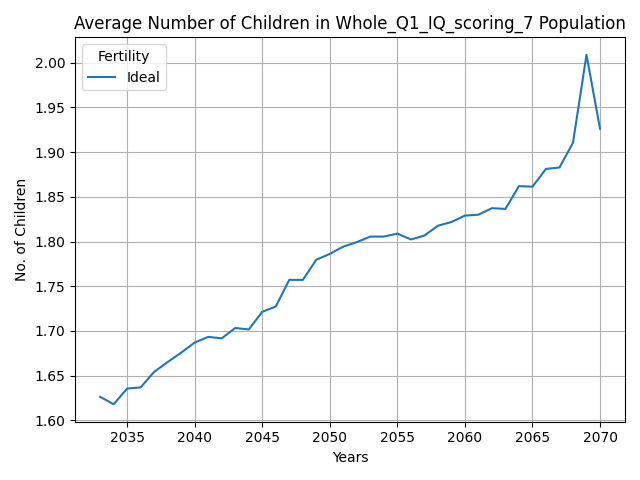 Average Number of Children in Whole_Q1_IQ_scoring_7 Population
Fertility
Ideal
2.00
1.95
1.90
1.85
1.80
1.75
1.70
1.65
1.60
No. of Children
2035 2040 2045 2050 2055 2060 2065 2070
Years